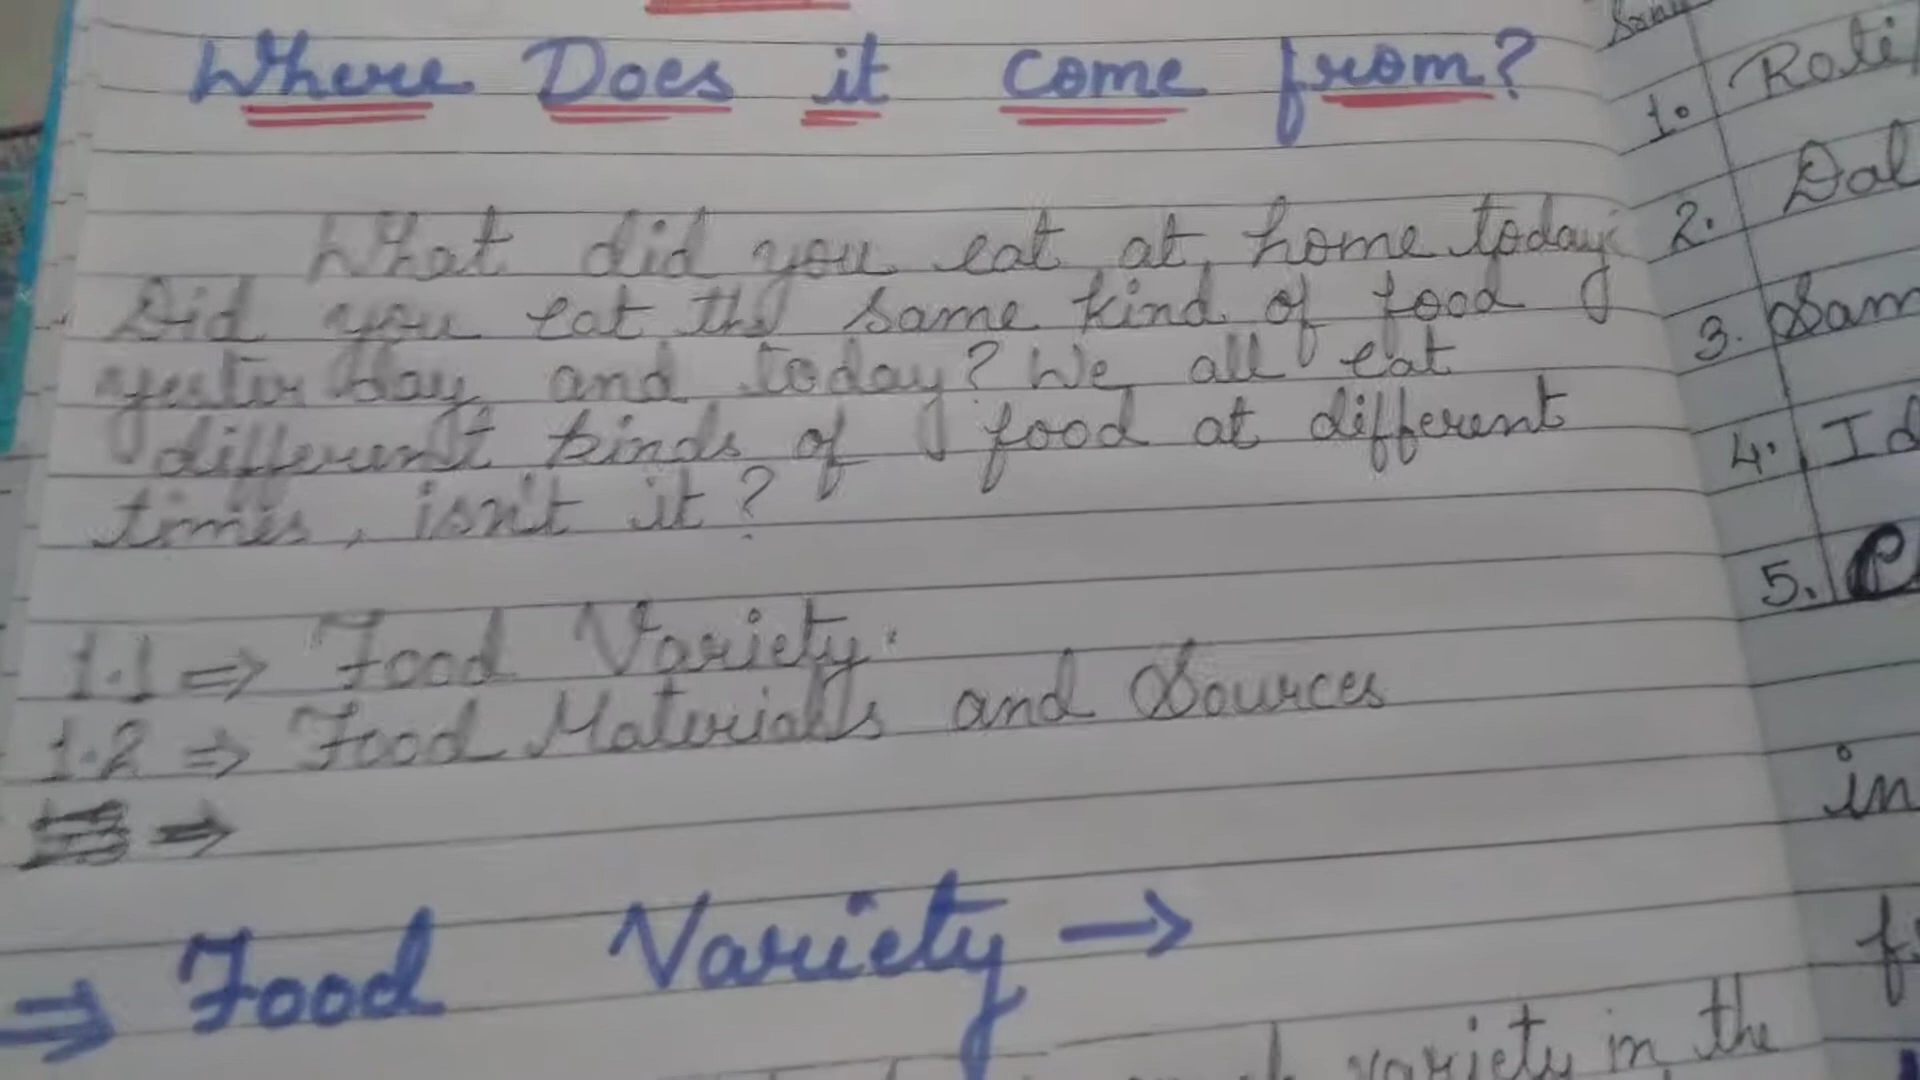 Where Does it come from?
What did you eat at home today?
Did you eat the same kind of food
yesterday and today? We all eat
different kinds of food at different
times, isn't it?
1.1 ⇒ Food Variety.
1.2 ⇒ Food Materials and Sources
⇒
⇒ Food Variety →
variety in the
1. Roti
2. Dal
3. Sam
4. Id
5. P
in